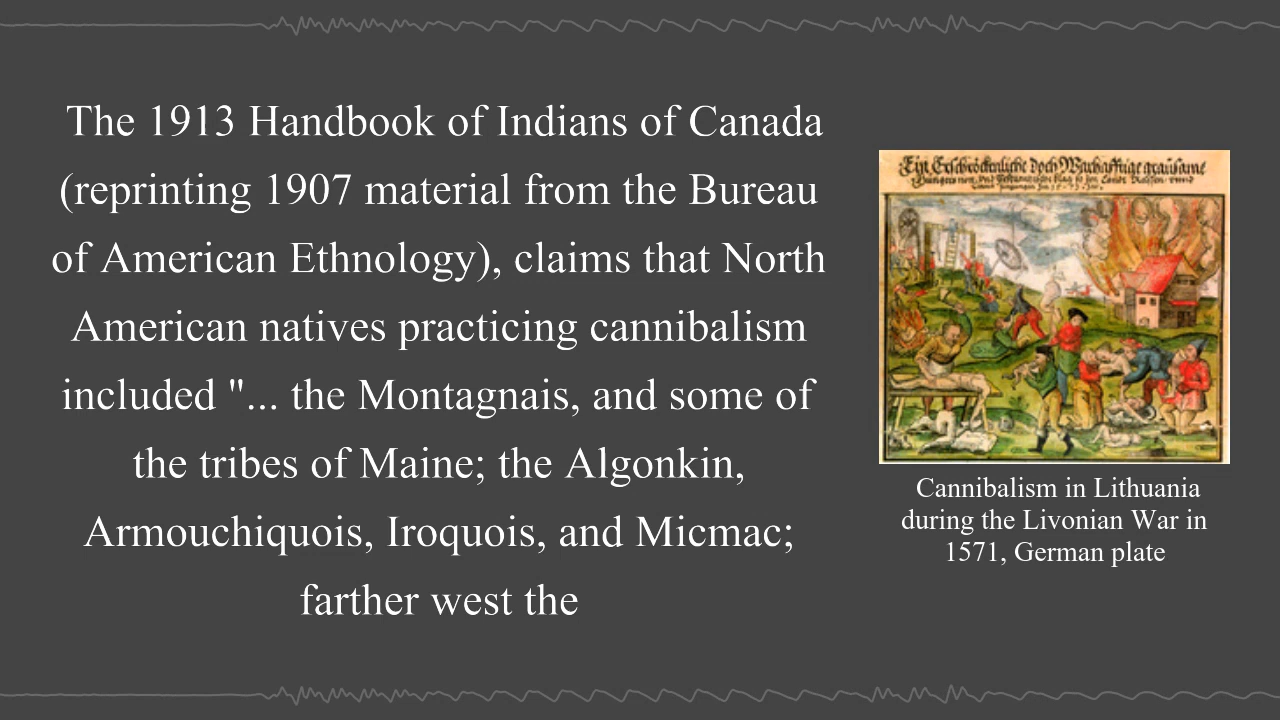 The 1913 Handbook of Indians of Canada
(reprinting 1907 material from the Bureau
of American Ethnology), claims that North
American natives practicing cannibalism
included "... the Montagnais, and some of
the tribes of Maine; the Algonkin,
Armouchiquois, Iroquois, and Micmac;
farther west the
Cannibalism in Lithuania
during the Livonian War in
1571, German plate